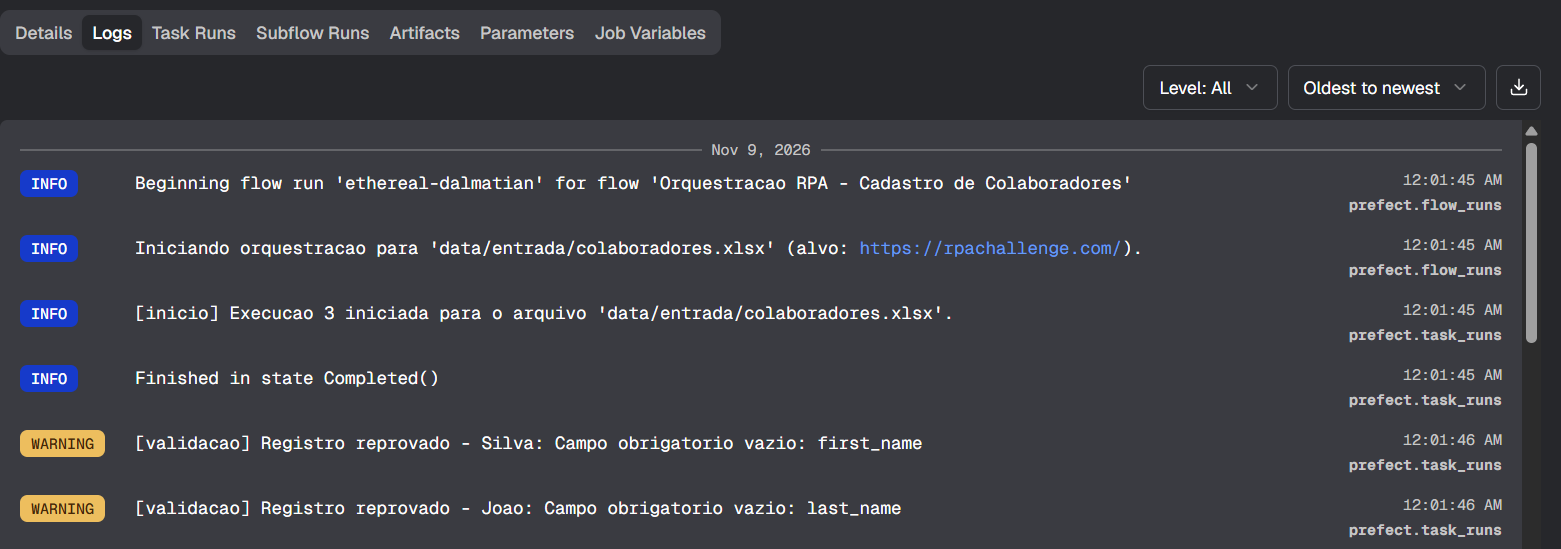 Details Logs Task Runs Subflow Runs Artifacts Parameters Job Variables
Level: All Oldest to newest
Nov 9, 2026
INFO Beginning flow run 'ethereal-dalmatian' for flow 'Orquestracao RPA - Cadastro de Colaboradores' 12:01:45 AM
prefect.flow_runs
INFO Iniciando orquestracao para 'data/entrada/colaboradores.xlsx' (alvo: https://rpachallenge.com/). 12:01:45 AM
prefect.flow_runs
INFO [inicio] Execucao 3 iniciada para o arquivo 'data/entrada/colaboradores.xlsx'. 12:01:45 AM
prefect.task_runs
INFO Finished in state Completed() 12:01:45 AM
prefect.task_runs
WARNING [validacao] Registro reprovado - Silva: Campo obrigatorio vazio: first_name 12:01:46 AM
prefect.task_runs
WARNING [validacao] Registro reprovado - Joao: Campo obrigatorio vazio: last_name 12:01:46 AM
prefect.task_runs